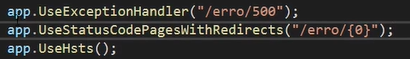 app.UseExceptionHandler("/erro/500");
app.UseStatusCodePagesWithRedirects("/erro/{0}");
app.UseHsts();